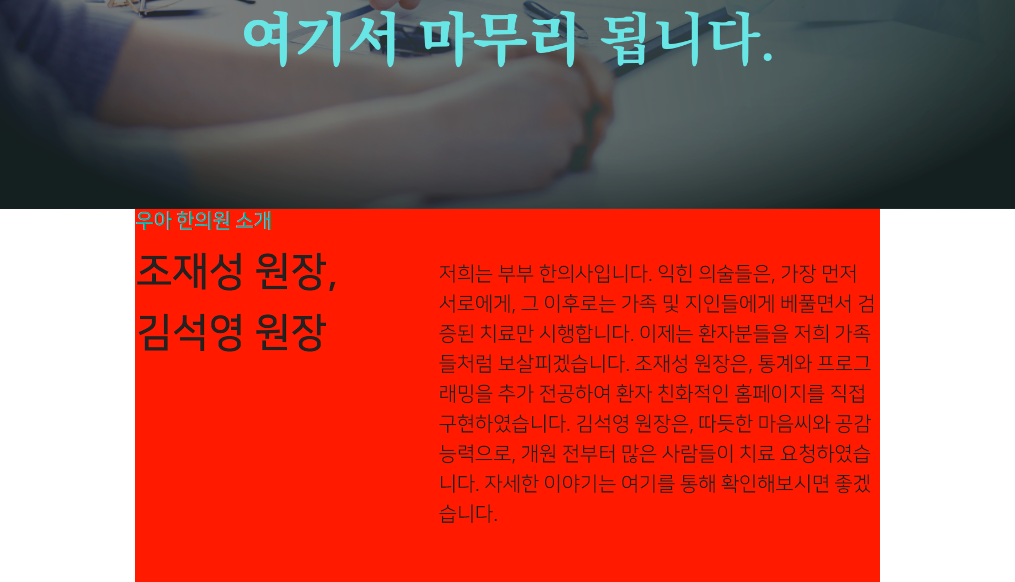 여기서 마무리 됩니다.
우아 한의원 소개
조재성 원장,
김석영 원장
저희는 부부 한의사입니다. 익힌 의술들은, 가장 먼저
서로에게, 그 이후로는 가족 및 지인들에게 베풀면서 검
증된 치료만 시행합니다. 이제는 환자분들을 저희 가족
들처럼 보살피겠습니다. 조재성 원장은, 통계와 프로그
래밍을 추가 전공하여 환자 친화적인 홈페이지를 직접
구현하였습니다. 김석영 원장은, 따듯한 마음씨와 공감
능력으로, 개원 전부터 많은 사람들이 치료 요청하였습
니다. 자세한 이야기는 여기를 통해 확인해보시면 좋겠
습니다.